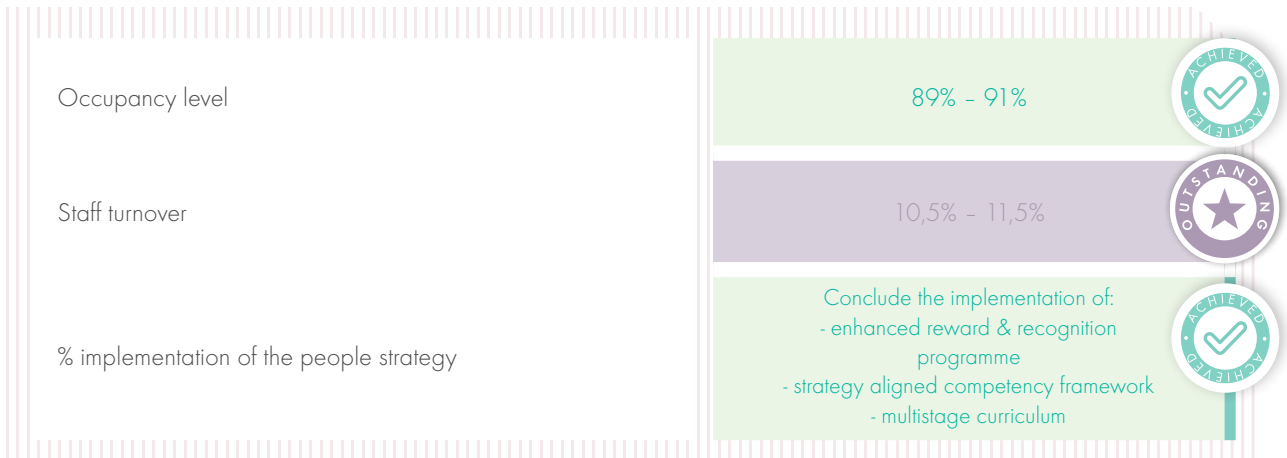 Occupancy level
89% – 91%
ACHIEVED • ACHIEVED •
Staff turnover
10,5% – 11,5%
OUTSTANDING
% implementation of the people strategy
Conclude the implementation of:
- enhanced reward & recognition
programme
- strategy aligned competency framework
- multistage curriculum
ACHIEVED • ACHIEVED •